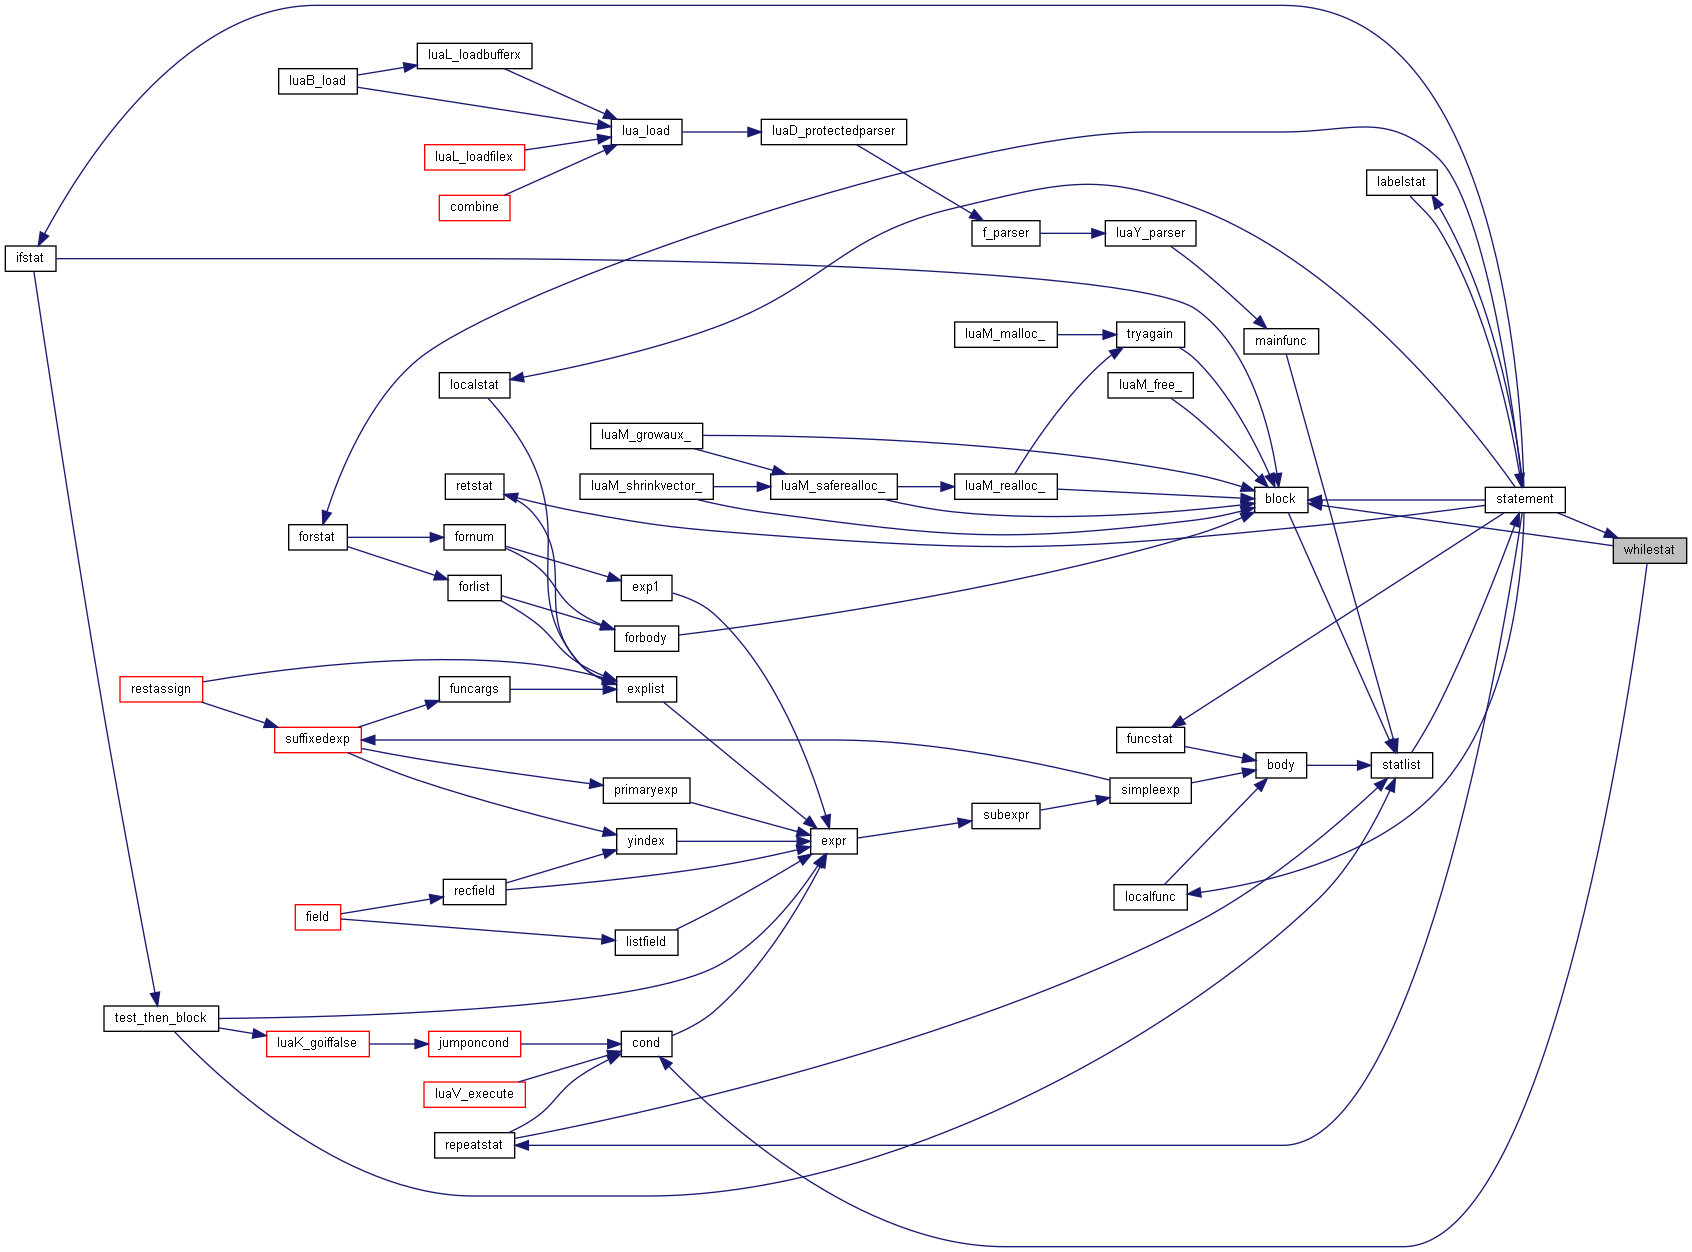 luaL_loadbufferx
luaB_load
lua_load
luaD_protectedparser
luaL_loadfilex
labelstat
combine
f_parser
luaY_parser
ifstat
luaM_malloc_
tryagain
mainfunc
localstat
luaM_free_
luaM_growaux_
retstat
luaM_shrinkvector_
luaM_saferealloc_
luaM_realloc_
block
statement
forstat
fornum
whilestat
forlist
exp1
forbody
restassign
funcargs
explist
suffixedexp
funcstat
body
statlist
primaryexp
simpleexp
subexpr
yindex
expr
recfield
localfunc
field
listfield
test_then_block
luaK_goiffalse
jumponcond
cond
luaV_execute
repeatstat